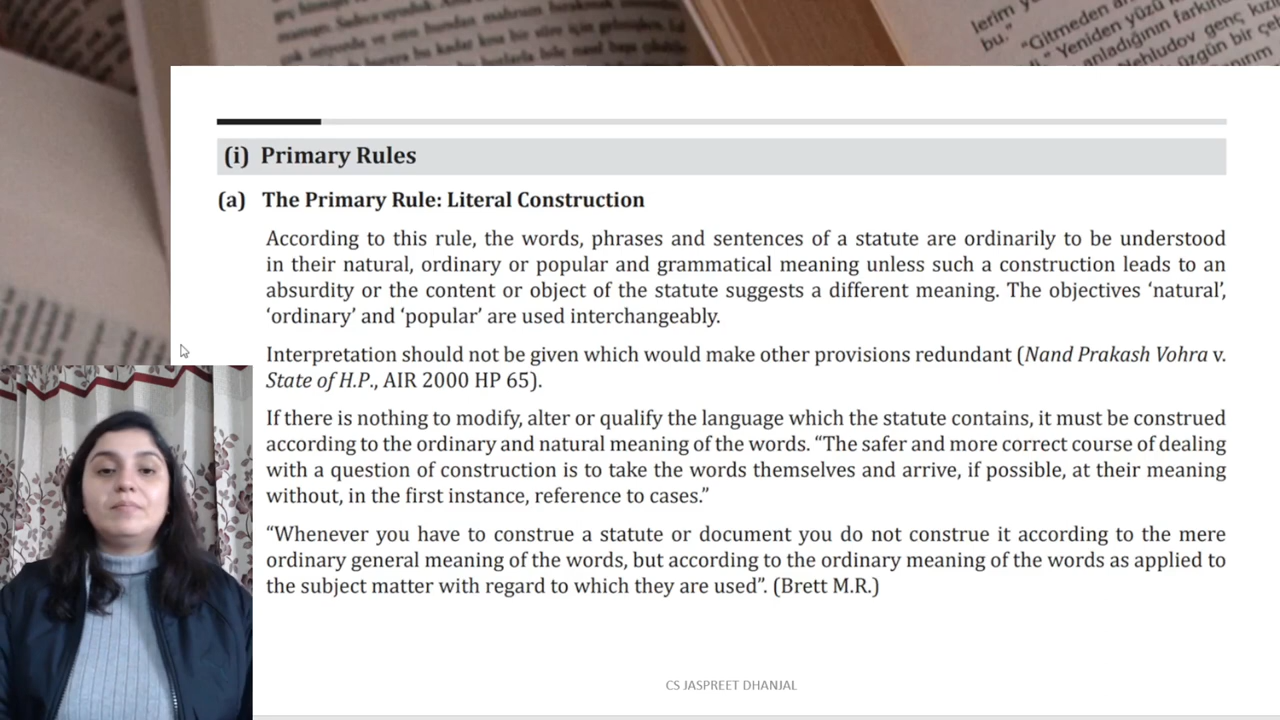 lerim
bu."
"Gitmeden
Yeniden yüzü
anladığının
genç
bir
(i) Primary Rules
(a) The Primary Rule: Literal Construction
According to this rule, the words, phrases and sentences of a statute are ordinarily to be understood
in their natural, ordinary or popular and grammatical meaning unless such a construction leads to an
absurdity or the content or object of the statute suggests a different meaning. The objectives ‘natural’,
‘ordinary’ and ‘popular’ are used interchangeably.
Interpretation should not be given which would make other provisions redundant (Nand Prakash Vohra v.
State of H.P., AIR 2000 HP 65).
If there is nothing to modify, alter or qualify the language which the statute contains, it must be construed
according to the ordinary and natural meaning of the words. “The safer and more correct course of dealing
with a question of construction is to take the words themselves and arrive, if possible, at their meaning
without, in the first instance, reference to cases.”
“Whenever you have to construe a statute or document you do not construe it according to the mere
ordinary general meaning of the words, but according to the ordinary meaning of the words as applied to
the subject matter with regard to which they are used”. (Brett M.R.)
CS JASPREET DHANJAL